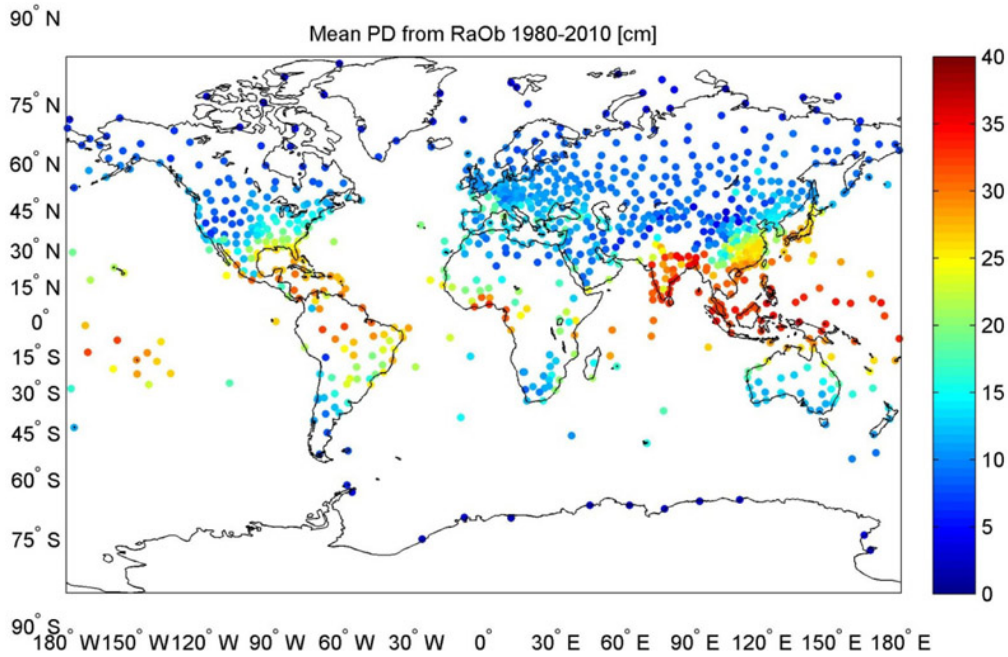 Mean PD from RaOb 1980-2010 [cm]
90° N
75° N
60° N
45° N
30° N
15° N
0°
15° S
30° S
45° S
60° S
75° S
90° S
180° W 150° W 120° W 90° W 60° W 30° W 0° 30° E 60° E 90° E 120° E 150° E 180° E
40
35
30
25
20
15
10
5
0